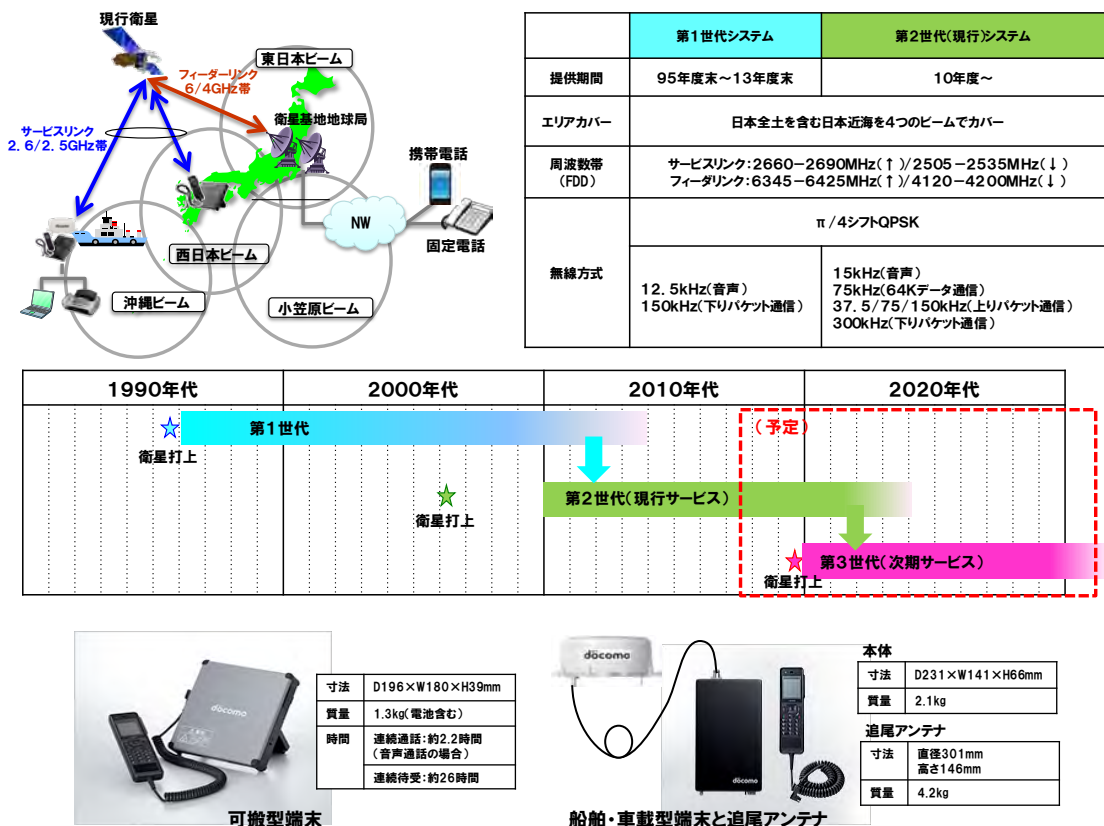 現行衛星
東日本ビーム
フィーダーリンク
6/4GHz帯
衛星基地地球局
サービスリンク
2.6/2.5GHz帯
携帯電話
NW
固定電話
西日本ビーム
沖縄ビーム
小笠原ビーム
第1世代システム
第2世代(現行)システム
提供期間
95年度末~13年度末
10年度~
エリアカバー
日本全土を含む日本近海を4つのビームでカバー
周波数帯
(FDD)
サービスリンク:2660-2690MHz(↑)/2505-2535MHz(↓)
フィーダリンク:6345-6425MHz(↑)/4120-4200MHz(↓)
無線方式
π/4シフトQPSK
12.5kHz(音声)
150kHz(下りパケット通信)
15kHz(音声)
75kHz(64Kデータ通信)
37.5/75/150kHz(上りパケット通信)
300kHz(下りパケット通信)
1990年代
2000年代
2010年代
2020年代
第1世代
(予定)
衛星打上
第2世代(現行サービス)
衛星打上
第3世代(次期サービス)
衛星打上
docomo
寸法
D196×W180×H39mm
質量
1.3kg(電池含む)
時間
連続通話:約2.2時間
(音声通話の場合)
連続待受:約26時間
可搬型端末
docomo
docomo
本体
寸法
D231×W141×H66mm
質量
2.1kg
追尾アンテナ
寸法
直径301mm
高さ146mm
質量
4.2kg
船舶・車載型端末と追尾アンテナ